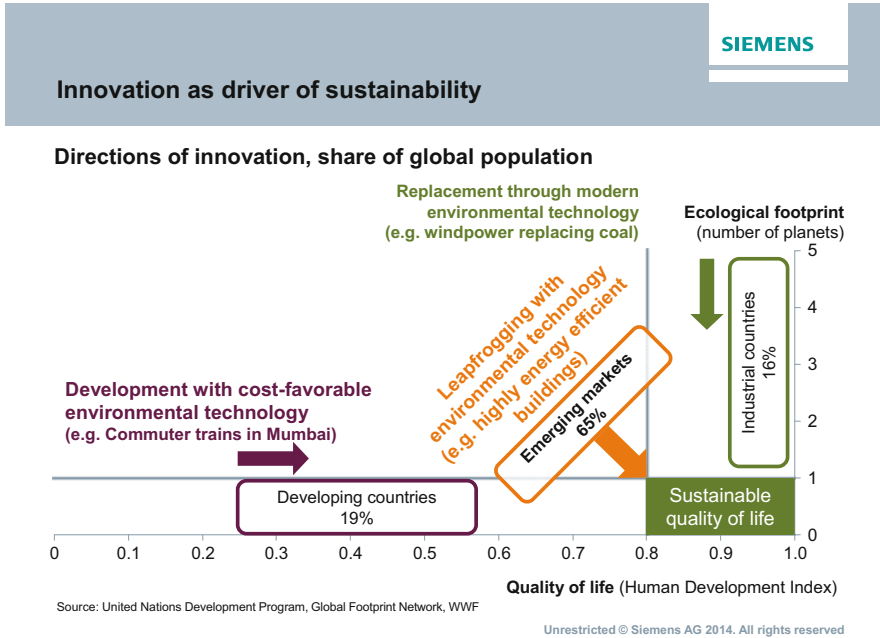 SIEMENS
Innovation as driver of sustainability
Directions of innovation, share of global population
Replacement through modern
environmental technology
(e.g. windpower replacing coal)
Ecological footprint
(number of planets)
5
4
3
2
1
0
Industrial countries
16%
Leapfrogging with
environmental technology
(e.g. highly energy efficient
buildings)
Emerging markets
65%
Development with cost-favorable
environmental technology
(e.g. Commuter trains in Mumbai)
Developing countries
19%
Sustainable
quality of life
0 0.1 0.2 0.3 0.4 0.5 0.6 0.7 0.8 0.9 1.0
Quality of life (Human Development Index)
Source: United Nations Development Program, Global Footprint Network, WWF
Unrestricted © Siemens AG 2014. All rights reserved